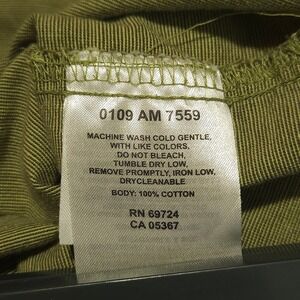 0109 AM 7559
MACHINE WASH COLD GENTLE,
WITH LIKE COLORS.
DO NOT BLEACH,
TUMBLE DRY LOW,
REMOVE PROMPTLY, IRON LOW,
DRYCLEANABLE
BODY: 100% COTTON
RN 69724
CA 05367